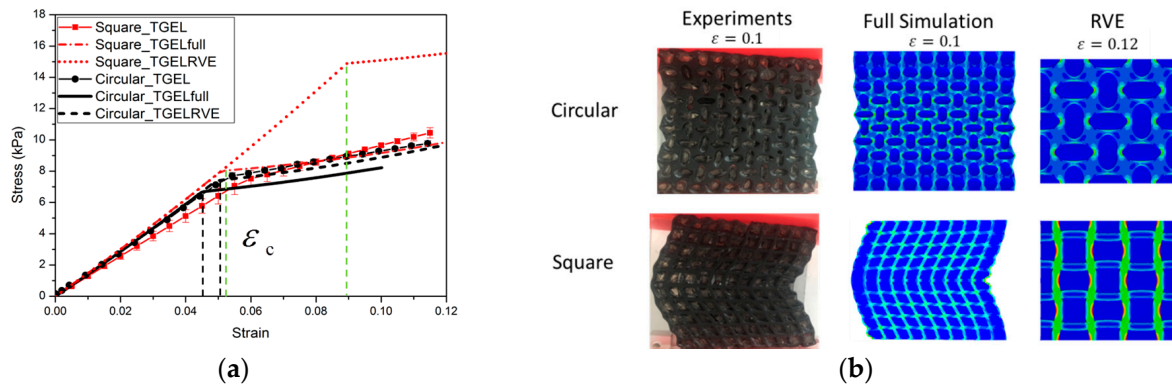 18
16
14
12
10
8
6
4
2
0
Stress (kPa)
Square_TGEL
Square_TGELfull
Square_TGELRVE
Circular_TGEL
Circular_TGELfull
Circular_TGELRVE
ε c
0.00 0.02 0.04 0.06 0.08 0.10 0.12
Strain
(a)
Experiments Full Simulation RVE
ε = 0.1 ε = 0.1 ε = 0.12
Circular
Square
(b)